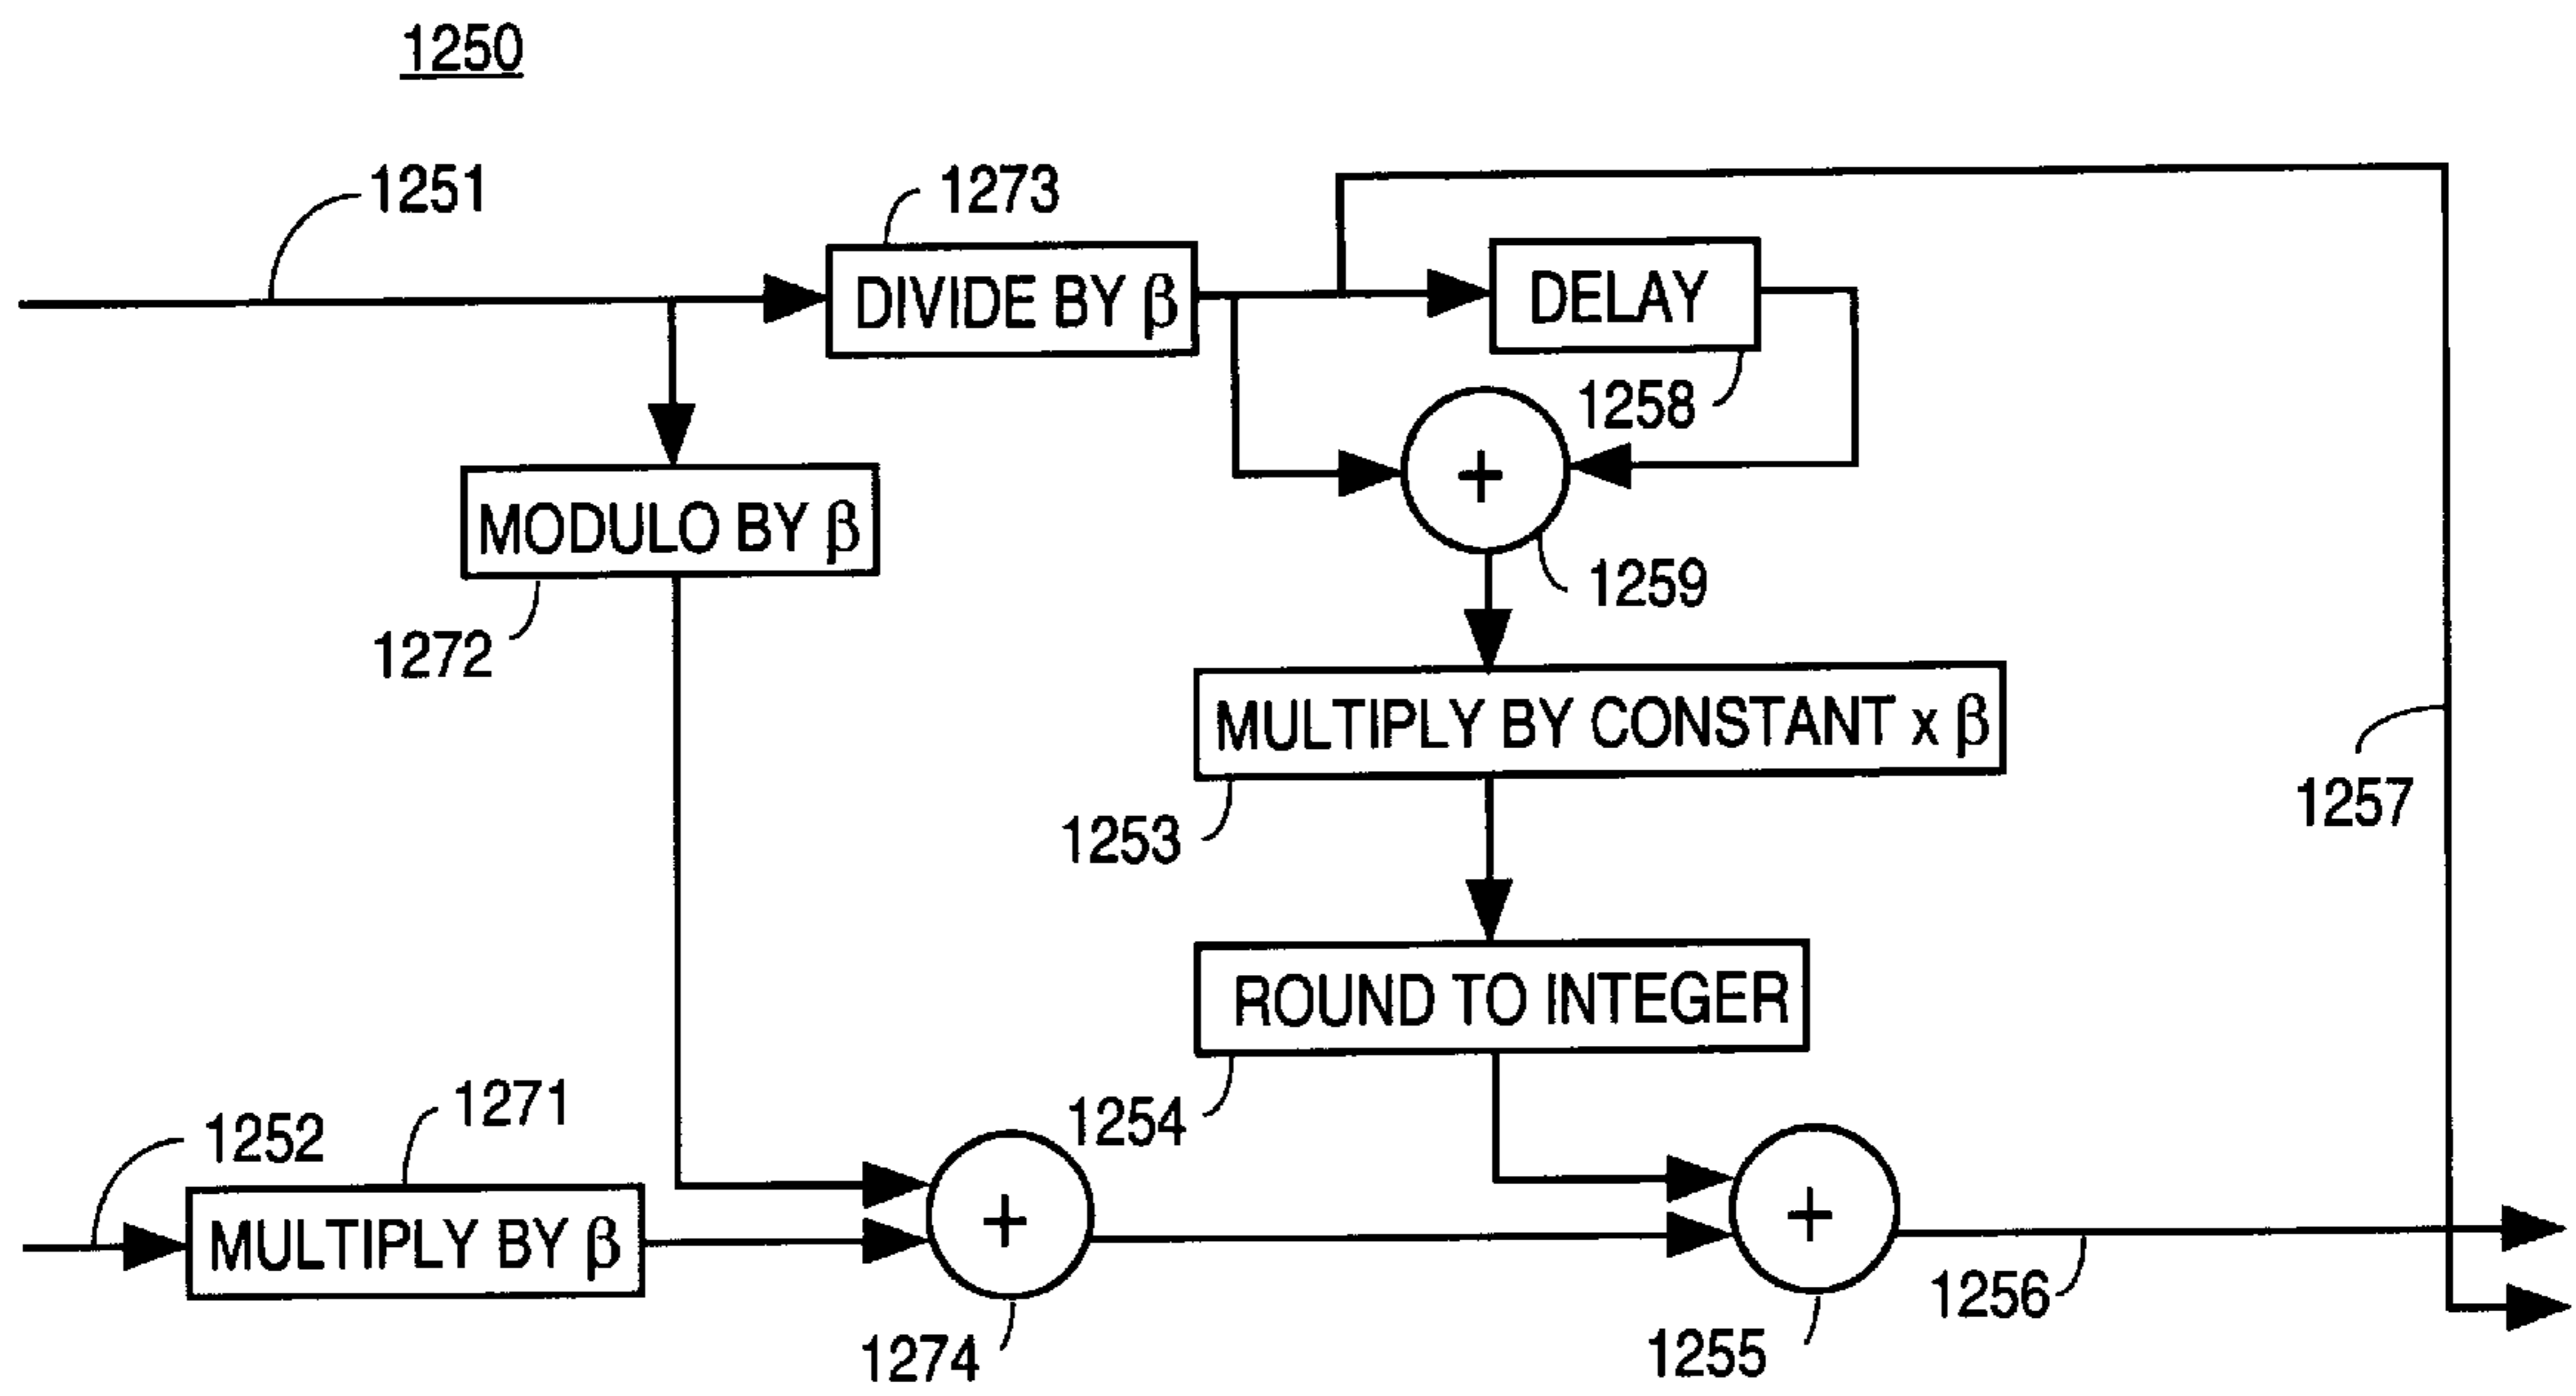 1250
1251
1273
DIVIDE BY β
DELAY
1258
+
MODULO BY β
1259
1272
MULTIPLY BY CONSTANT x β
1257
1253
ROUND TO INTEGER
1254
1271
1252
MULTIPLY BY β
+
+
1256
1274
1255